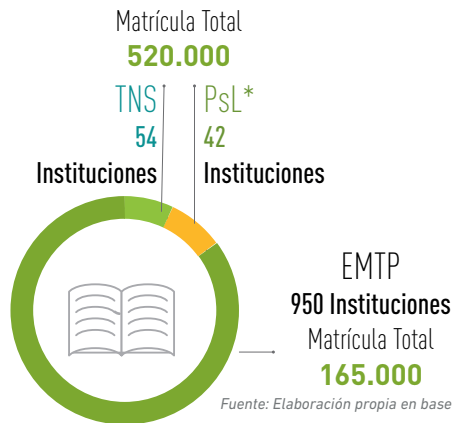 Matrícula Total
520.000
TNS
54
Instituciones
PsL*
42
Instituciones
EMTP
950 Instituciones
Matrícula Total
165.000
Fuente: Elaboración propia en base